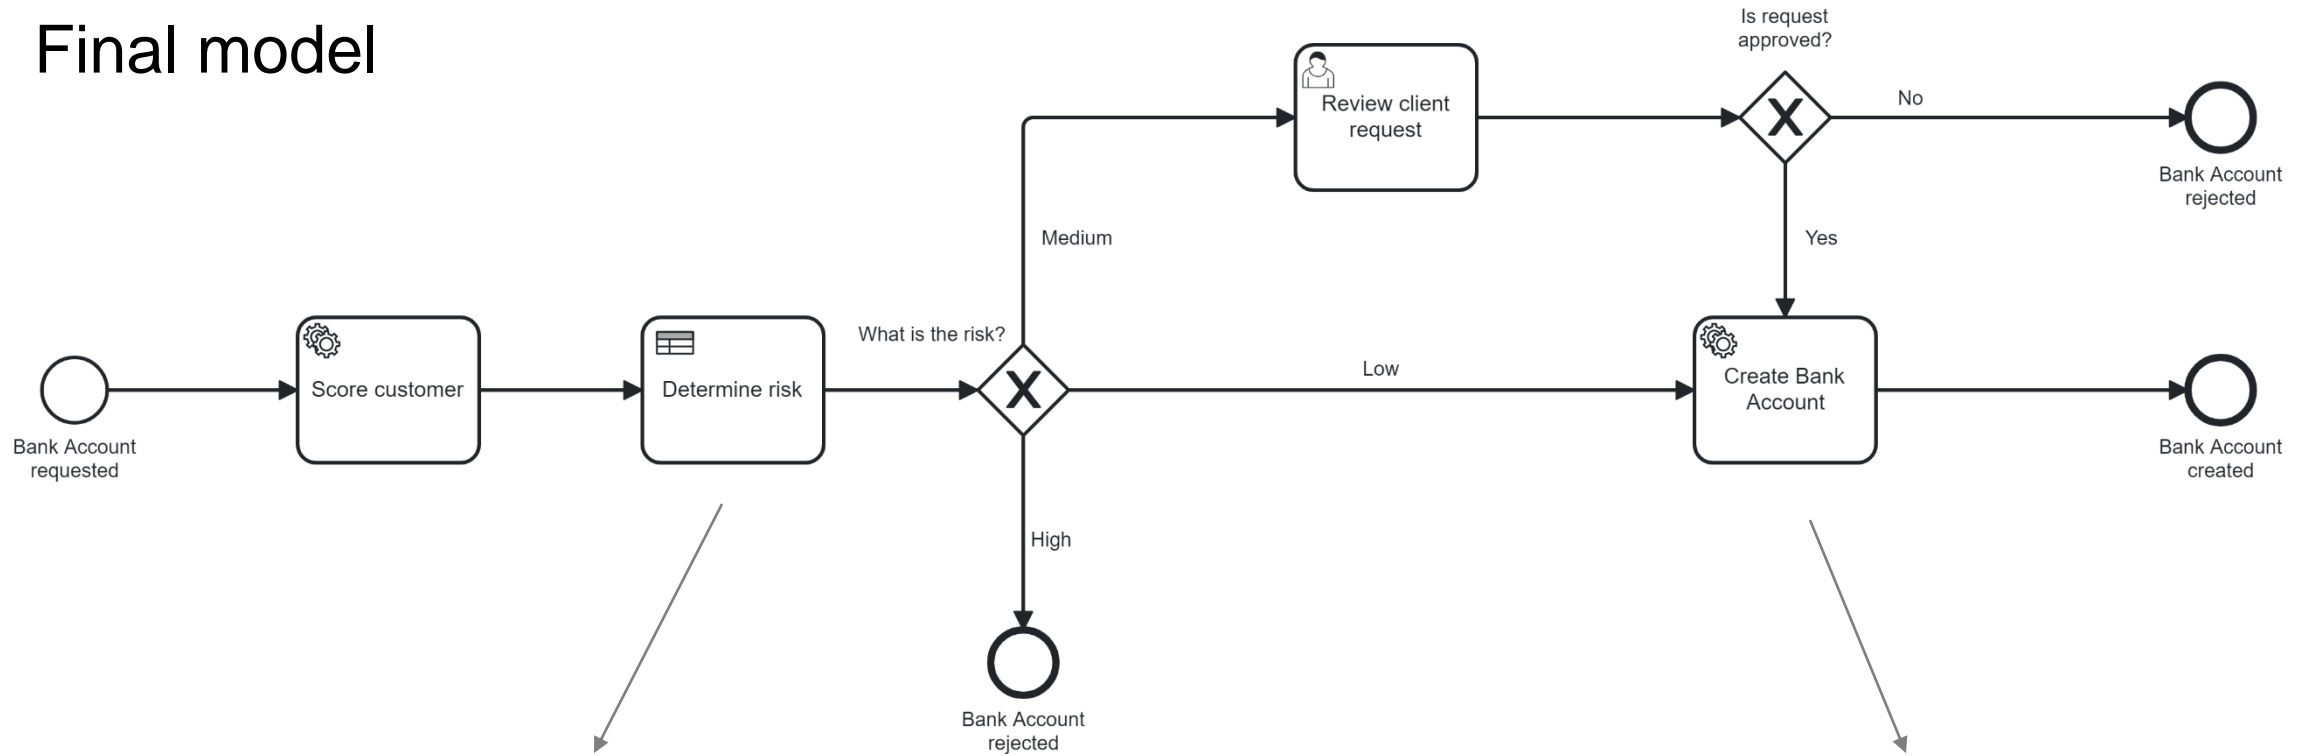 Final model
Is request
approved?
Review client
request
X
No
Bank Account
rejected
Medium
Yes
What is the risk?
Bank Account
requested
Score customer
Determine risk
X
Low
Create Bank
Account
Bank Account
created
High
Bank Account
rejected